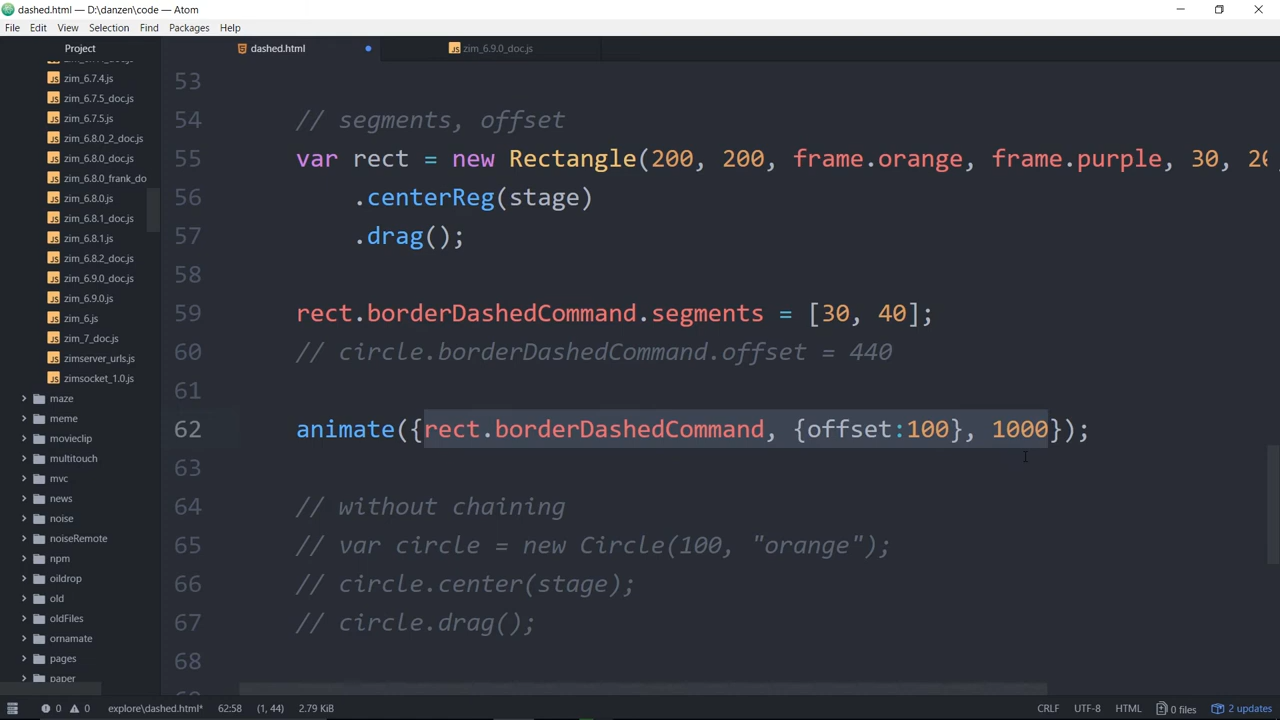 dashed.html — D:\danzen\code — Atom
File Edit View Selection Find Packages Help
Project
dashed.html
zim_6.9.0_doc.js
zim_6.7.4.js
zim_6.7.5_doc.js
zim_6.7.5.js
zim_6.8.0_2_doc.js
zim_6.8.0_doc.js
zim_6.8.0_frank_do
zim_6.8.0.js
zim_6.8.1_doc.js
zim_6.8.1.js
zim_6.8.2_doc.js
zim_6.9.0_doc.js
zim_6.9.0.js
zim_6.js
zim_7_doc.js
zimserver_urls.js
zimsocket_1.0.js
maze
meme
movieclip
multitouch
mvc
news
noise
noiseRemote
npm
oildrop
old
oldFiles
ornamate
pages
paper
53
54 // segments, offset
55 var rect = new Rectangle(200, 200, frame.orange, frame.purple, 30, 20
56 .centerReg(stage)
57 .drag();
58
59 rect.borderDashedCommand.segments = [30, 40];
60 // circle.borderDashedCommand.offset = 440
61
62 animate({rect.borderDashedCommand, {offset:100}, 1000});
63
64 // without chaining
65 // var circle = new Circle(100, "orange");
66 // circle.center(stage);
67 // circle.drag();
68
0 0 explore\dashed.html* 62:58 (1, 44) 2.79 KiB CRLF UTF-8 HTML 0 files 2 updates